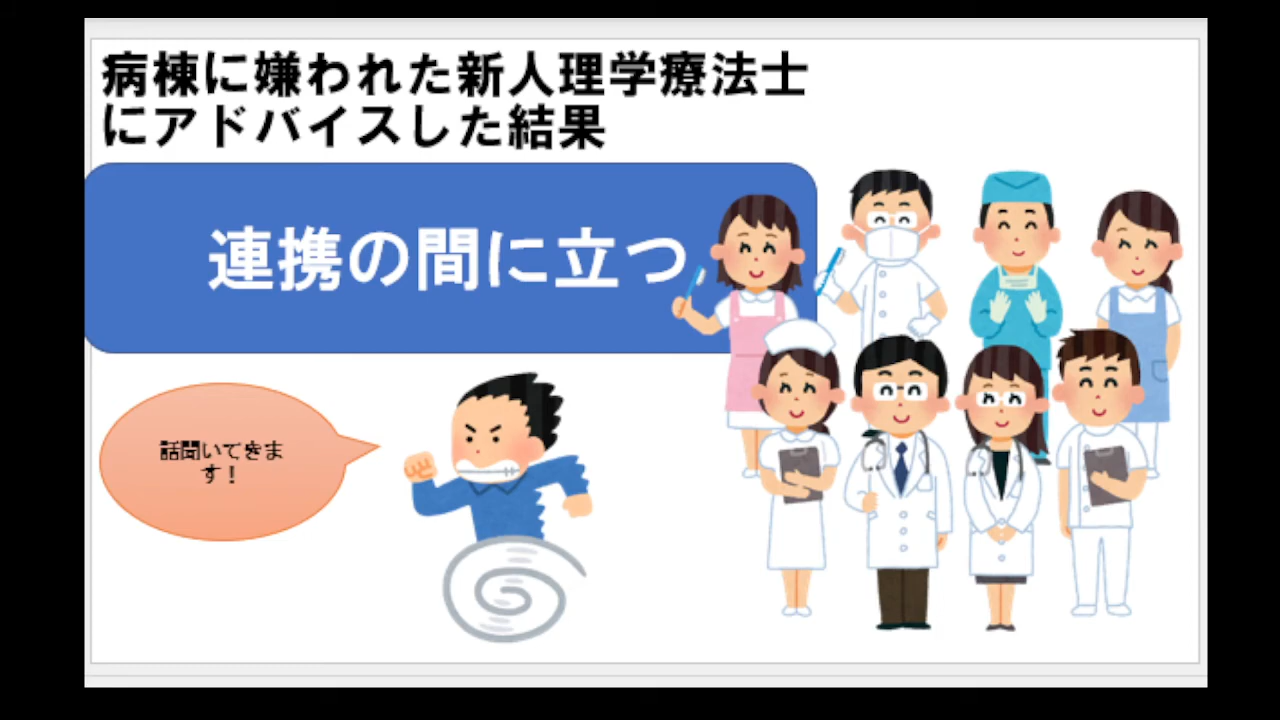 病棟に嫌われた新人理学療法士
にアドバイスした結果
連携の間に立つ
話聞いてきま
す！